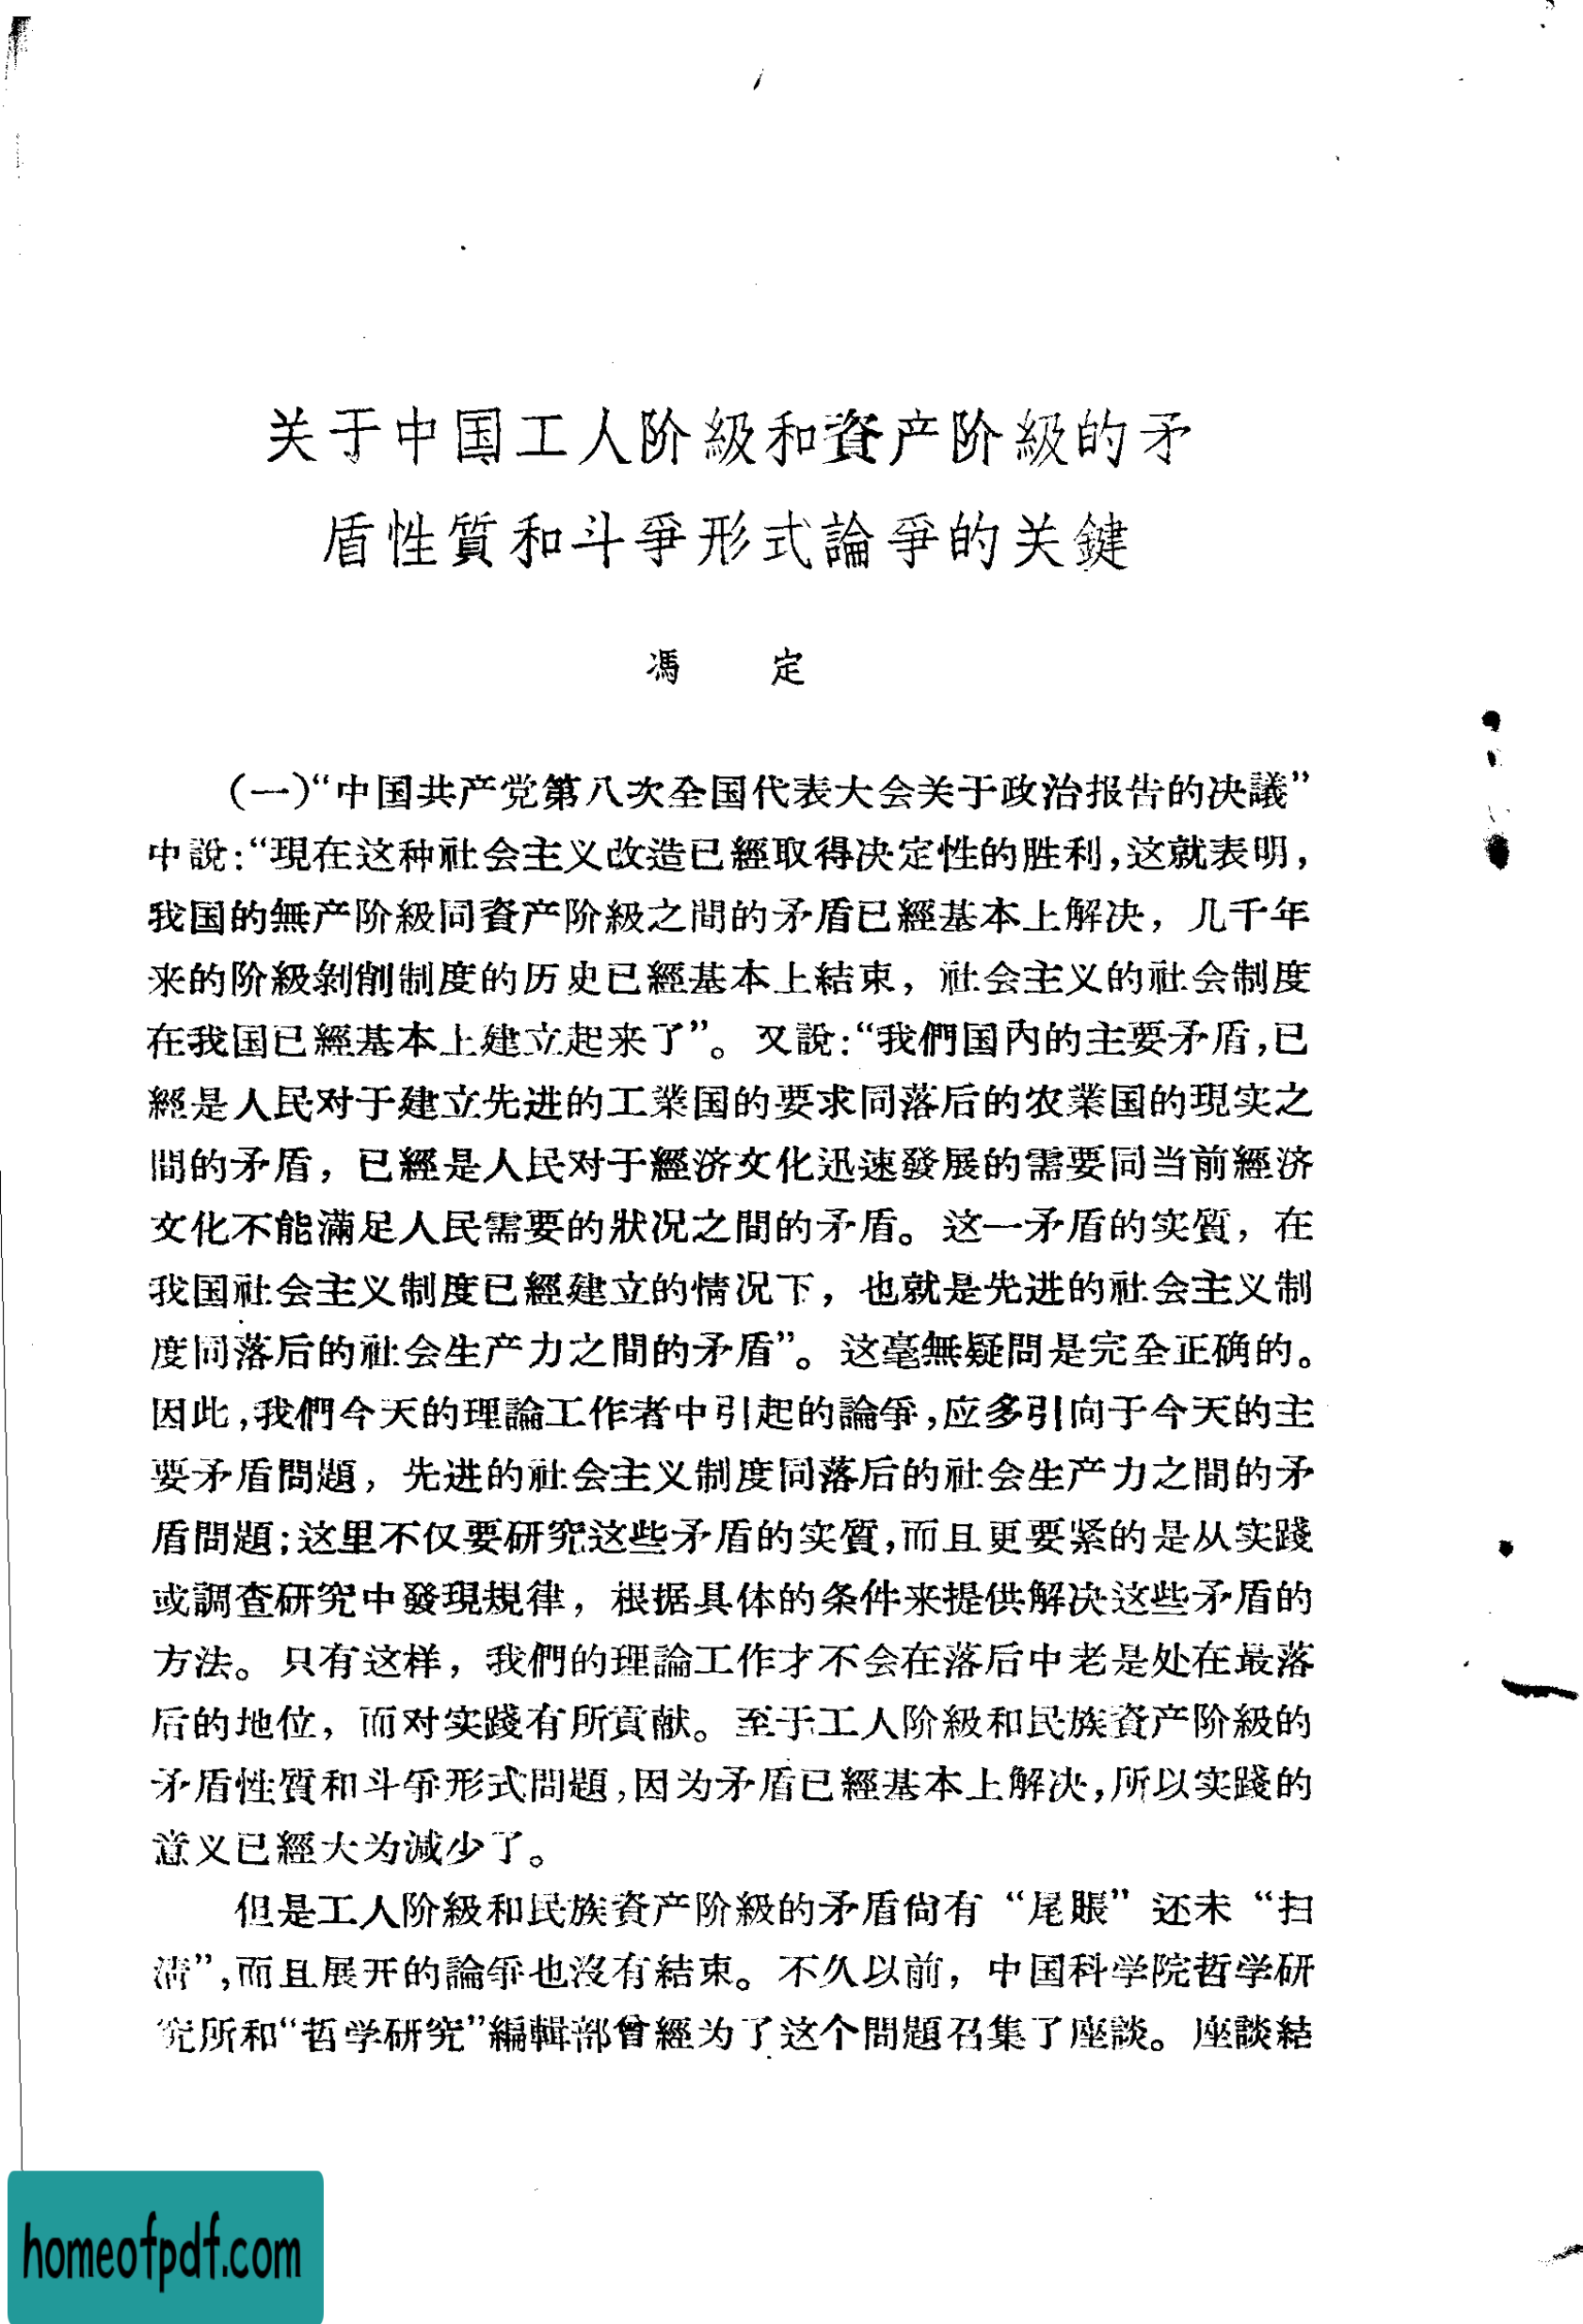 关于中国工人阶級和資产阶級的矛
盾性質和斗爭形式論爭的关鍵
馮　定
（一）“中国共产党第八次全国代表大会关于政治报告的决議”
中說：“現在这种社会主义改造已經取得决定性的胜利，这就表明，
我国的無产阶級同資产阶級之間的矛盾已經基本上解决，几千年
来的阶級剝削制度的历史已經基本上結束，社会主义的社会制度
在我国已經基本上建立起来了”。又說：“我們国内的主要矛盾，已
經是人民对于建立先进的工業国的要求同落后的农業国的現实之
間的矛盾，已經是人民对于經济文化迅速發展的需要同当前經济
文化不能滿足人民需要的狀况之間的矛盾。这一矛盾的实質，在
我国社会主义制度已經建立的情况下，也就是先进的社会主义制
度同落后的社会生产力之間的矛盾”。这毫無疑問是完全正确的。
因此，我們今天的理論工作者中引起的論爭，应多引向于今天的主
要矛盾問題，先进的社会主义制度同落后的社会生产力之間的矛
盾問題；这里不仅要研究这些矛盾的实質，而且更要紧的是从实踐
或調查研究中發現規律，根据具体的条件来提供解决这些矛盾的
方法。只有这样，我們的理論工作才不会在落后中老是处在最落
后的地位，而对实踐有所貢献。至于工人阶級和民族資产阶級的
矛盾性質和斗爭形式問題，因为矛盾已經基本上解决，所以实踐的
意义已經大为減少了。
但是工人阶級和民族資产阶級的矛盾尙有“尾賬”还未“扫
清”，而且展开的論爭也沒有結束。不久以前，中国科学院哲学研
究所和“哲学研究”編輯部曾經为了这个問題召集了座談。座談結
homeofpdf.com